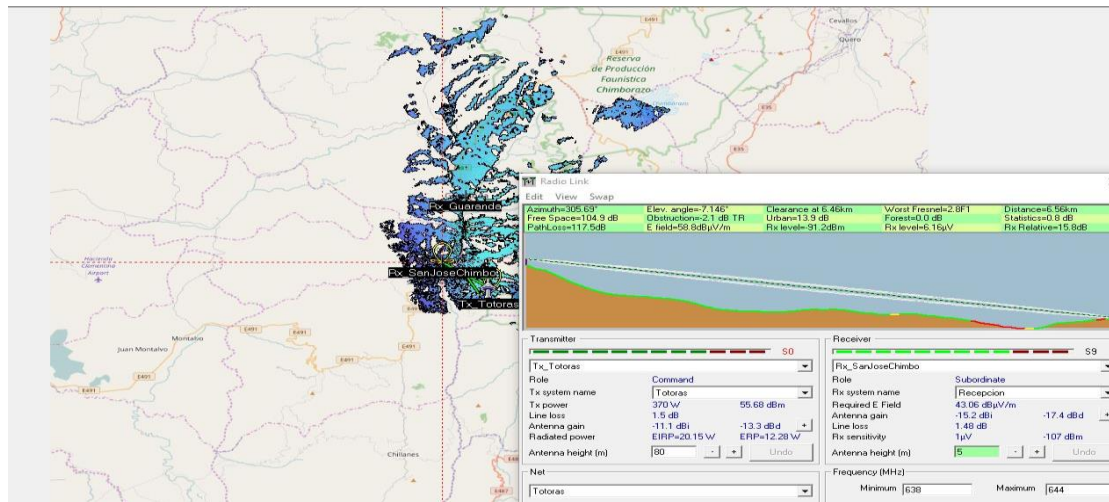 E491
Cevallos
Quero
Reserva
de Producción
Faunística
Chimborazo
E35
E491
E35
Radio Link
Edit View Swap
Azimuth=305.69° Elev. angle=-7.146° Clearance at 6.46km Worst Fresnel=2.8F1 Distance=6.56km
Free Space=104.9 dB Obstruction=-2.1 dB TR Urban=13.9 dB Forest=0.0 dB Statistics=0.8 dB
PathLoss=117.5dB E field=58.8dBµV/m Rx level=-91.2dBm Rx level=6.16µV Rx Relative=15.8dB
Rx_Guaranda
Rx_SanJoseChimbo
Tx_Totoras
Hacienda
Clementina
Airport
E491
E491
E491
E491
E491
Montalvo
Juan Montalvo
Chillanes
Transmitter
S0
Tx_Totoras
Role Command
Tx system name Totoras
Tx power 370 W 55.68 dBm
Line loss 1.5 dB
Antenna gain -11.1 dBi -13.3 dBd +
Radiated power EIRP=20.15 W ERP=12.28 W
Antenna height (m) 80 - + Undo
Net
Totoras
Receiver
S9
Rx_SanJoseChimbo
Role Subordinate
Rx system name Recepcion
Required E Field 43.06 dBµV/m
Antenna gain -15.2 dBi -17.4 dBd +
Line loss 1.48 dB
Rx sensitivity 1µV -107 dBm
Antenna height (m) 5 - + Undo
Frequency (MHz)
Minimum 638 Maximum 644